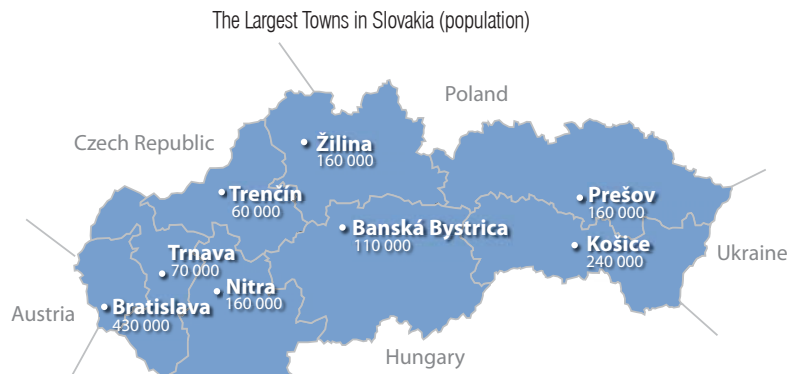 The Largest Towns in Slovakia (population)
Poland
Czech Republic
Žilina
160 000
Trenčín
60 000
Prešov
160 000
Banská Bystrica
110 000
Košice
240 000
Ukraine
Trnava
70 000
Nitra
160 000
Austria
Bratislava
430 000
Hungary